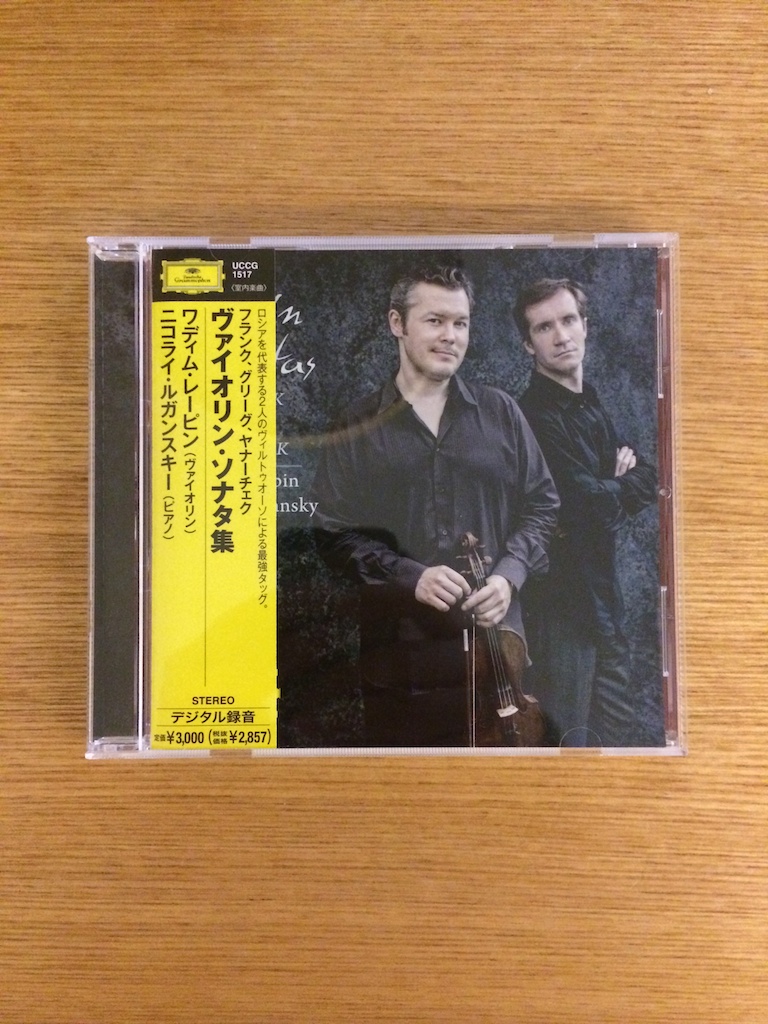 Deutsche
Grammophon
UCCG
1517
〈室内楽曲〉
ロシアを代表する2人のヴィルトゥオーソによる最強タッグ。
フランク、グリーグ、ヤナーチェク
ヴァイオリン・ソナタ集
ワディム・レーピン（ヴァイオリン）
ニコライ・ルガンスキー（ピアノ）
STEREO
デジタル録音
定価¥3,000（税抜価格¥2,857）